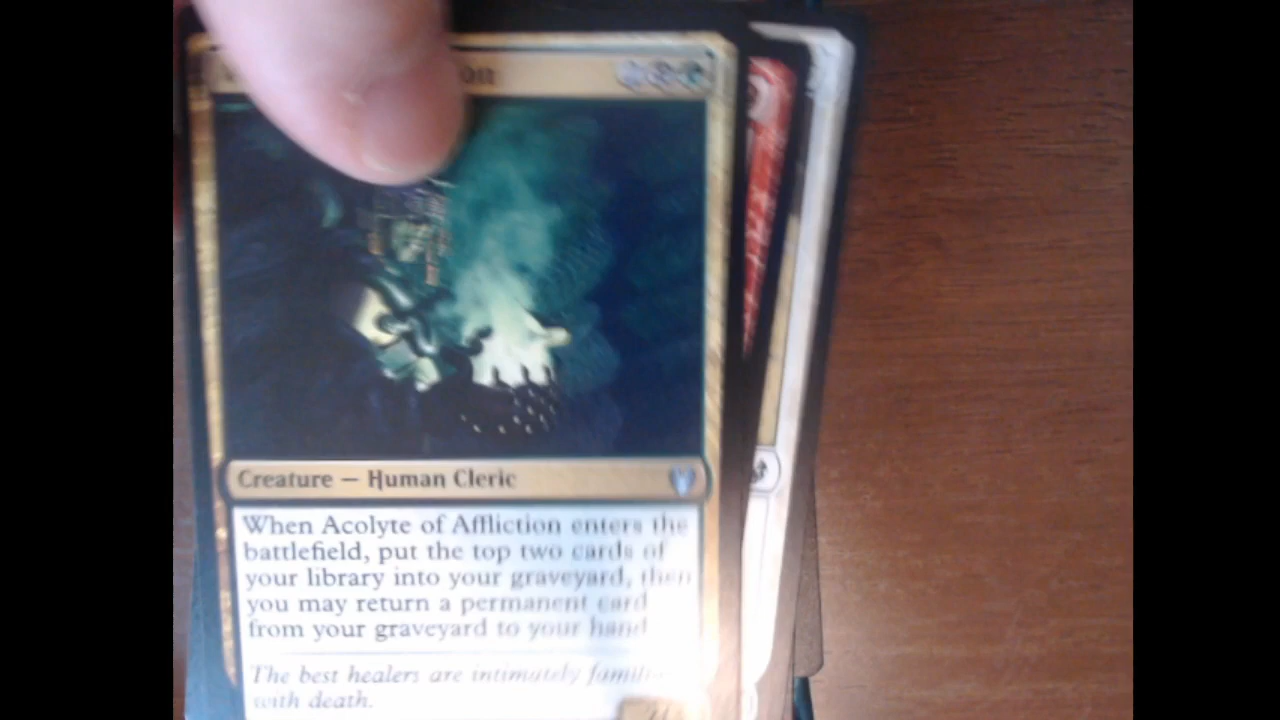 on
Creature — Human Cleric
When Acolyte of Affliction enters the
battlefield, put the top two cards of
your library into your graveyard, then
you may return a permanent card
from your graveyard to your hand
The best healers are intimately
with death.